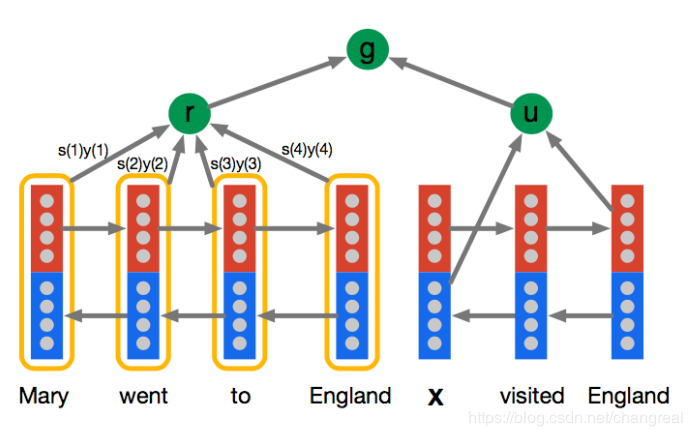 g
r
u
s(1)y(1)
s(2)y(2)
s(3)y(3)
s(4)y(4)
Mary went to England X visited England
https://blog.csdn.net/changreal